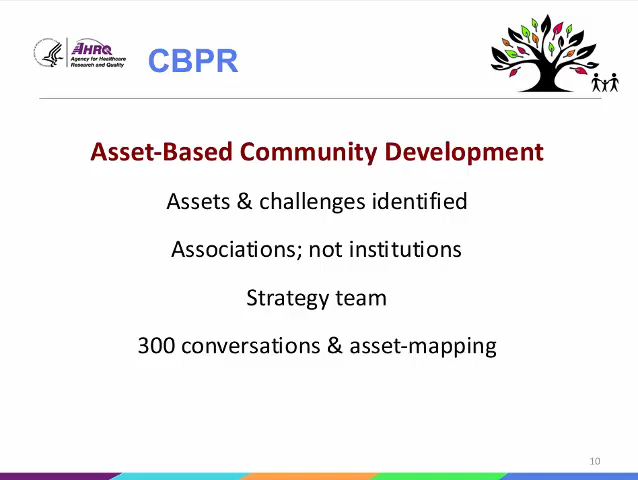 AHRQ
Agency for Healthcare
Research and Quality
CBPR
Asset-Based Community Development
Assets & challenges identified
Associations; not institutions
Strategy team
300 conversations & asset-mapping
10